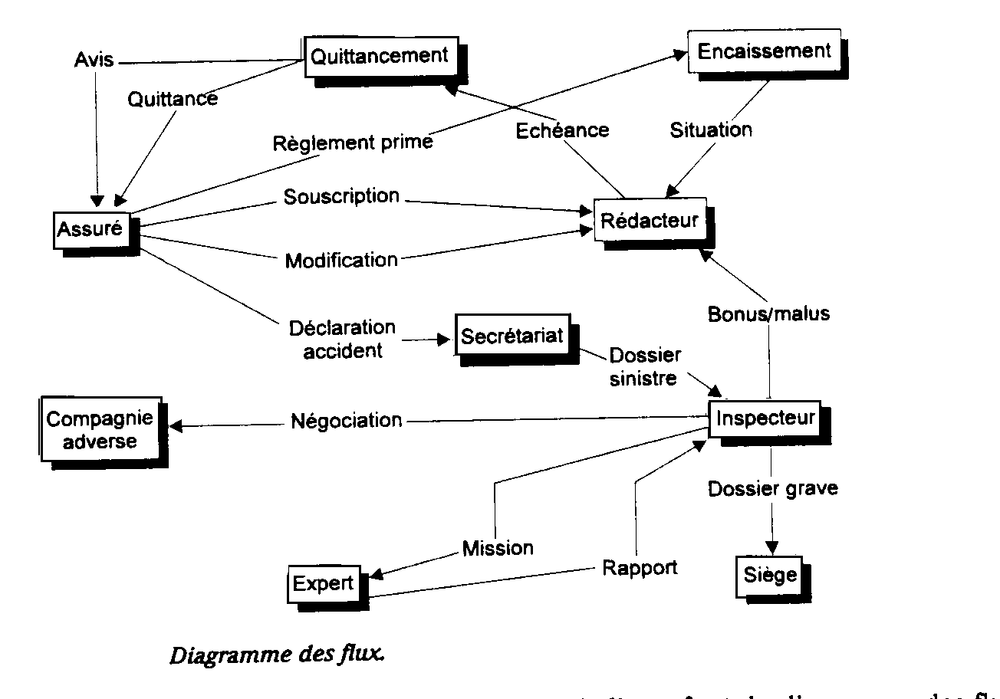 Quittancement
Encaissement
Avis
Quittance
Règlement prime
Echéance
Situation
Souscription
Assuré
Rédacteur
Modification
Bonus/malus
Déclaration
accident
Secrétariat
Dossier
sinistre
Compagnie
adverse
Négociation
Inspecteur
Dossier grave
Mission
Rapport
Expert
Siège
Diagramme des flux.